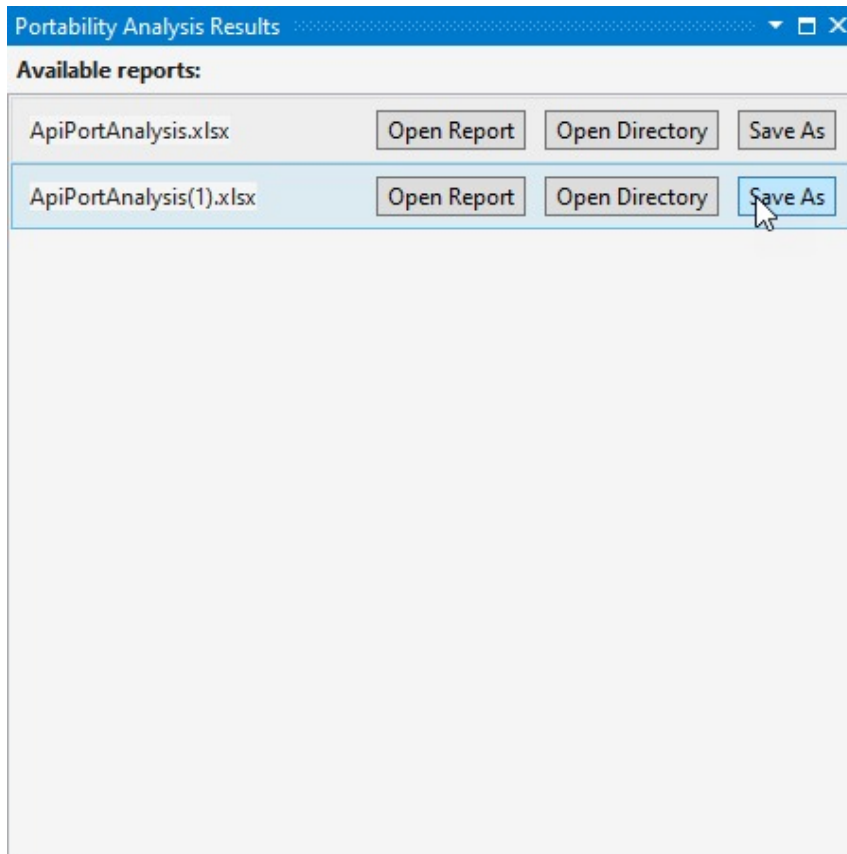 Portability Analysis Results
Available reports:
ApiPortAnalysis.xlsx Open Report Open Directory Save As
ApiPortAnalysis(1).xlsx Open Report Open Directory Save As